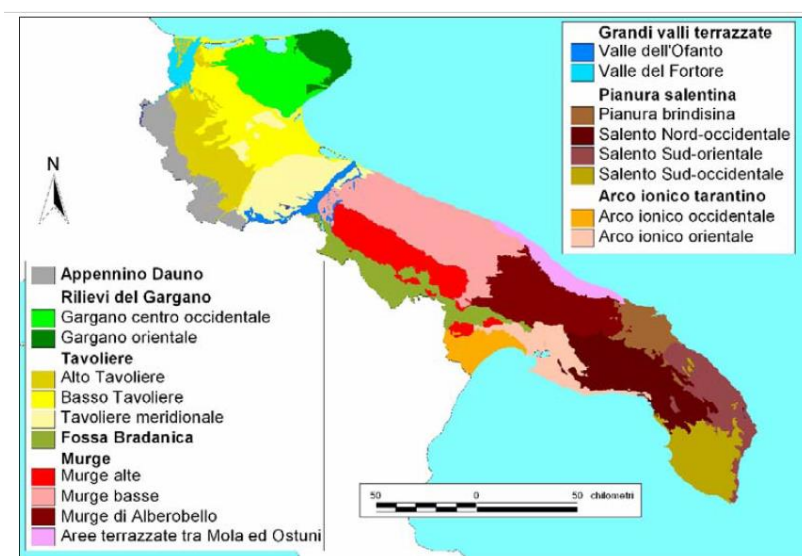 Grandi valli terrazzate
Valle dell'Ofanto
Valle del Fortore
Pianura salentina
Pianura brindisina
Salento Nord-occidentale
Salento Sud-orientale
Salento Sud-occidentale
Arco ionico tarantino
Arco ionico occidentale
Arco ionico orientale
N
Appennino Dauno
Rilievi del Gargano
Gargano centro occidentale
Gargano orientale
Tavoliere
Alto Tavoliere
Basso Tavoliere
Tavoliere meridionale
Fossa Bradanica
Murge
Murge alte
Murge basse
Murge di Alberobello
Aree terrazzate tra Mola ed Ostuni
50 0 50 chilometri